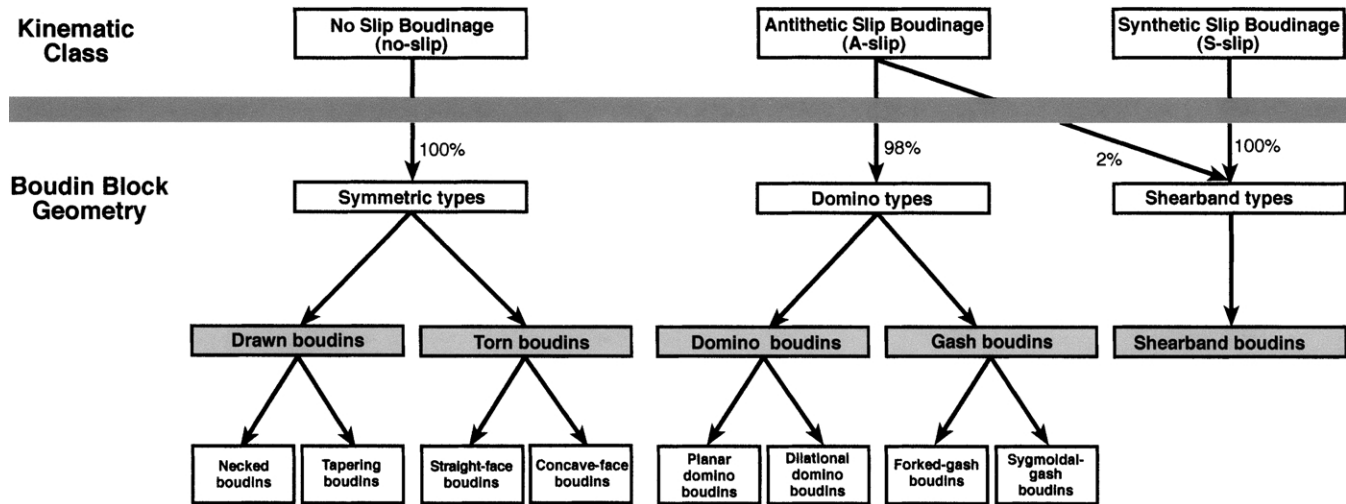 Kinematic
Class
No Slip Boudinage
(no-slip)
Antithetic Slip Boudinage
(A-slip)
Synthetic Slip Boudinage
(S-slip)
100%
98%
2%
100%
Boudin Block
Geometry
Symmetric types
Domino types
Shearband types
Drawn boudins
Torn boudins
Domino boudins
Gash boudins
Shearband boudins
Necked
boudins
Tapering
boudins
Straight-face
boudins
Concave-face
boudins
Planar
domino
boudins
Dilational
domino
boudins
Forked-gash
boudins
Sygmoidal-
gash
boudins